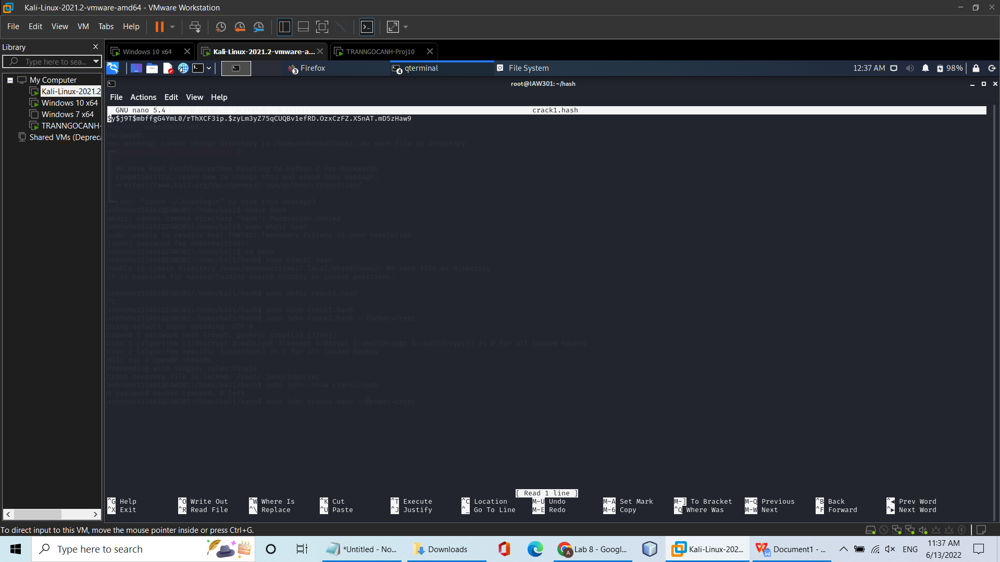 Kali-Linux-2021.2-vmware-amd64 - VMware Workstation
File Edit View VM Tabs Help
Library
Type here to sea...
My Computer
Kali-Linux-2021.2
Windows 10 x64
Windows 7 x64
TRANNGOCANH-
Shared VMs (Depreca
Windows 10 x64
Kali-Linux-2021.2-vmware-a...
TRANNGOCANH-Proj10
3 Firefox
4 qterminal
File System
12:37 AM
98%
root@IAW301: ~/hash
File Actions Edit View Help
GNU nano 5.4 crack1.hash
$y$j9T$mbffgG4YmL0/rThXCF3ip.$zyLm3yZ75qCUQBv1efRD.OzxCzFZ.XSnAT.mD5zHaw9
Password:
su: warning: cannot change directory to /home/anhtnhe151461: No such file or directory
We have kept /usr/bin/python pointing to Python 2 for backwards
compatibility. Learn how to change this and avoid this message:
⇒ https://www.kali.org/docs/general-use/python3-transition/
(Run: "touch ~/.hushlogin" to hide this message)
anhtnhe151461@IAW301:/home/kali$ mkdir hash
mkdir: cannot create directory "hash": Permission denied
anhtnhe151461@IAW301:/home/kali$ sudo mkdir hash
sudo: unable to resolve host IAW301: Temporary failure in name resolution
[sudo] password for anhtnhe151461:
anhtnhe151461@IAW301:/home/kali$ cd hash
anhtnhe151461@IAW301:/home/kali/hash$ nano crack1.hash
Unable to create directory /home/anhtnhe151461/.local/share/nano/: No such file or directory
It is required for saving/loading search history or cursor positions.
anhtnhe151461@IAW301:/home/kali/hash$ sudo mkdir crack1.hash
^C
anhtnhe151461@IAW301:/home/kali/hash$ sudo nano crack1.hash
anhtnhe151461@IAW301:/home/kali/hash$ sudo john crack1.hash --format=crypt
Using default input encoding: UTF-8
Loaded 1 password hash (crypt, generic crypt(3) [?/64])
Cost 1 (algorithm [1:descrypt 2:md5crypt 3:sunmd5 4:bcrypt 5:sha256crypt 6:sha512crypt]) is 0 for all loaded hashes
Cost 2 (algorithm specific iterations) is 1 for all loaded hashes
Will run 4 OpenMP threads
Proceeding with single, rules:Single
Crash recovery file is locked: /root/.john/john.rec
anhtnhe151461@IAW301:/home/kali/hash$ sudo john -show crack1.hash
0 password hashes cracked, 0 left
anhtnhe151461@IAW301:/home/kali/hash$ sudo john crack1.hash --format=crypt
[ Read 1 line ]
^G Help ^O Write Out ^W Where Is ^K Cut ^T Execute ^C Location M-U Undo M-A Set Mark M-] To Bracket M-Q Previous ^B Back ^◄ Prev Word
^X Exit ^R Read File ^\ Replace ^U Paste ^J Justify ^_ Go To Line M-E Redo M-6 Copy ^Q Where Was M-W Next ^F Forward ^► Next Word
To direct input to this VM, move the mouse pointer inside or press Ctrl+G.
Type here to search
*Untitled - No...
Downloads
Lab 8 - Googl...
Kali-Linux-202...
Document1 - ...
ENG
11:37 AM
6/13/2022